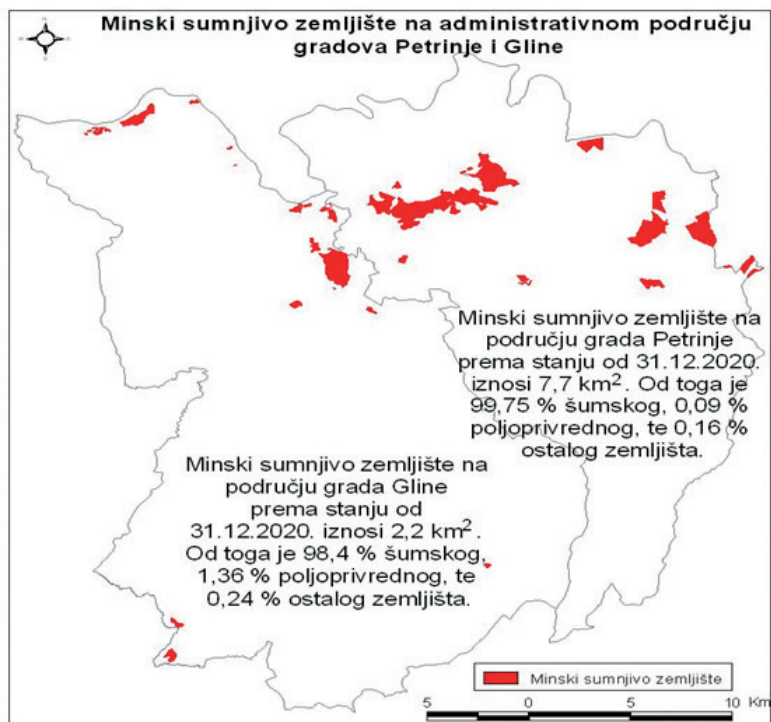 Minski sumnjivo zemljište na administrativnom području
gradova Petrinje i Gline
Minski sumnjivo zemljište na
području grada Petrinje
prema stanju od 31.12.2020.
iznosi 7,7 km². Od toga je
99,75 % šumskog, 0,09 %
poljoprivrednog, te 0,16 %
ostalog zemljišta.
Minski sumnjivo zemljište na
području grada Gline
prema stanju od
31.12.2020. iznosi 2,2 km².
Od toga je 98,4 % šumskog,
1,36 % poljoprivrednog, te
0,24 % ostalog zemljišta.
Minski sumnjivo zemljište
5 0 5 10 Km